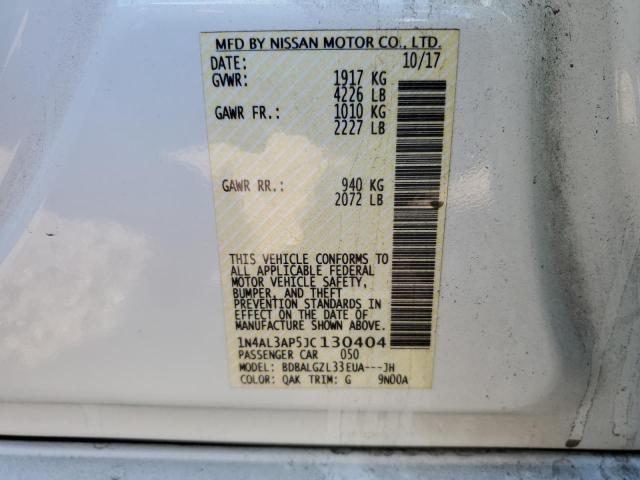 MFD BY NISSAN MOTOR CO., LTD.
DATE: 10/17
GVWR: 1917 KG
4226 LB
GAWR FR.: 1010 KG
2227 LB
GAWR RR.: 940 KG
2072 LB
THIS VEHICLE CONFORMS TO
ALL APPLICABLE FEDERAL
MOTOR VEHICLE SAFETY,
BUMPER, AND THEFT
PREVENTION STANDARDS IN
EFFECT ON THE DATE OF
MANUFACTURE SHOWN ABOVE.
1N4AL3AP5JC130404
PASSENGER CAR 050
MODEL: BDBALGZL33EUA---JH
COLOR: QAK TRIM: G 9N00A